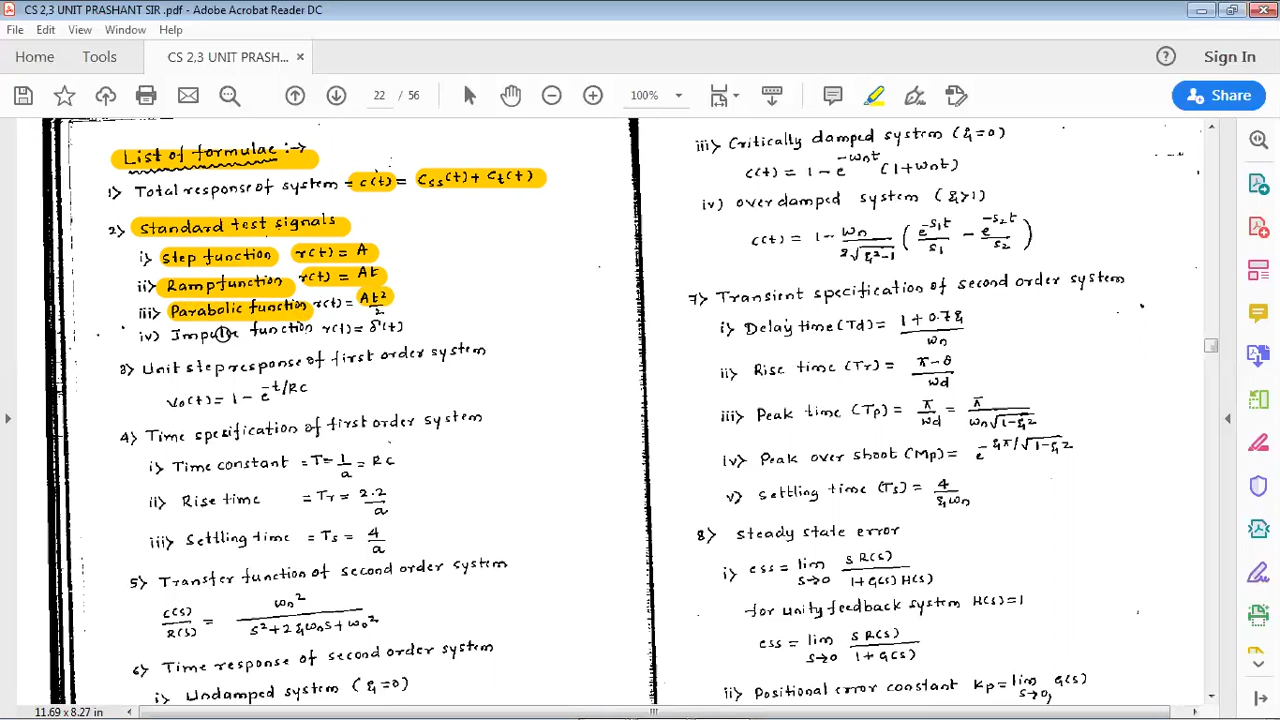 CS 2,3 UNIT PRASHANT SIR .pdf - Adobe Acrobat Reader DC
File Edit View Window Help
Home Tools CS 2,3 UNIT PRASH... × Sign In
22 / 56 100% Share
List of formulae :-
1) Total response of system = c(t) = Css(t) + Ct(t)
2) Standard test signals
i) Step function r(t) = A
ii) Ramp function r(t) = At
iii) Parabolic function r(t) = At²/2
iv) Impulse function r(t) = δ(t)
3) Unit step response of first order system
Vo(t) = 1 - e^-t/RC
4) Time spesification of first order system
i) Time constant = T = 1/a = RC
ii) Rise time = Tr = 2.2/a
iii) Settling time = Ts = 4/a
5) Transfer function of second order system
C(s)/R(s) = ωn²/s² + 2ξωns + ωn²
6) Time response of second order system
i) Undamped system (ξ=0)
iii) Critically damped system (ξ=0)
c(t) = 1 - e^-ωnt (1+ωnt)
iv) overdamped system (ξ>1)
c(t) = 1 - ωn/2√ξ²-1 (e^-s1t/s1 - e^-s2t/s2)
7) Transient specification of second order system
i) Delay time (Td) = 1+0.7ξ/ωn
ii) Rise time (Tr) = π-θ/ωd
iii) Peak time (Tp) = π/ωd = π/ωn√1-ξ²
iv) Peak over shoot (Mp) = e^-ξπ/√1-ξ²
v) Settling time (Ts) = 4/ξωn
8) Steady state error
i) ess = lim s→0 SR(s)/1+G(s)H(s)
for unity feedback system H(s)=1
ess = lim s→0 SR(s)/1+G(s)
ii) Positional error constant Kp = lim s→0 G(s)
11.69 x 8.27 in